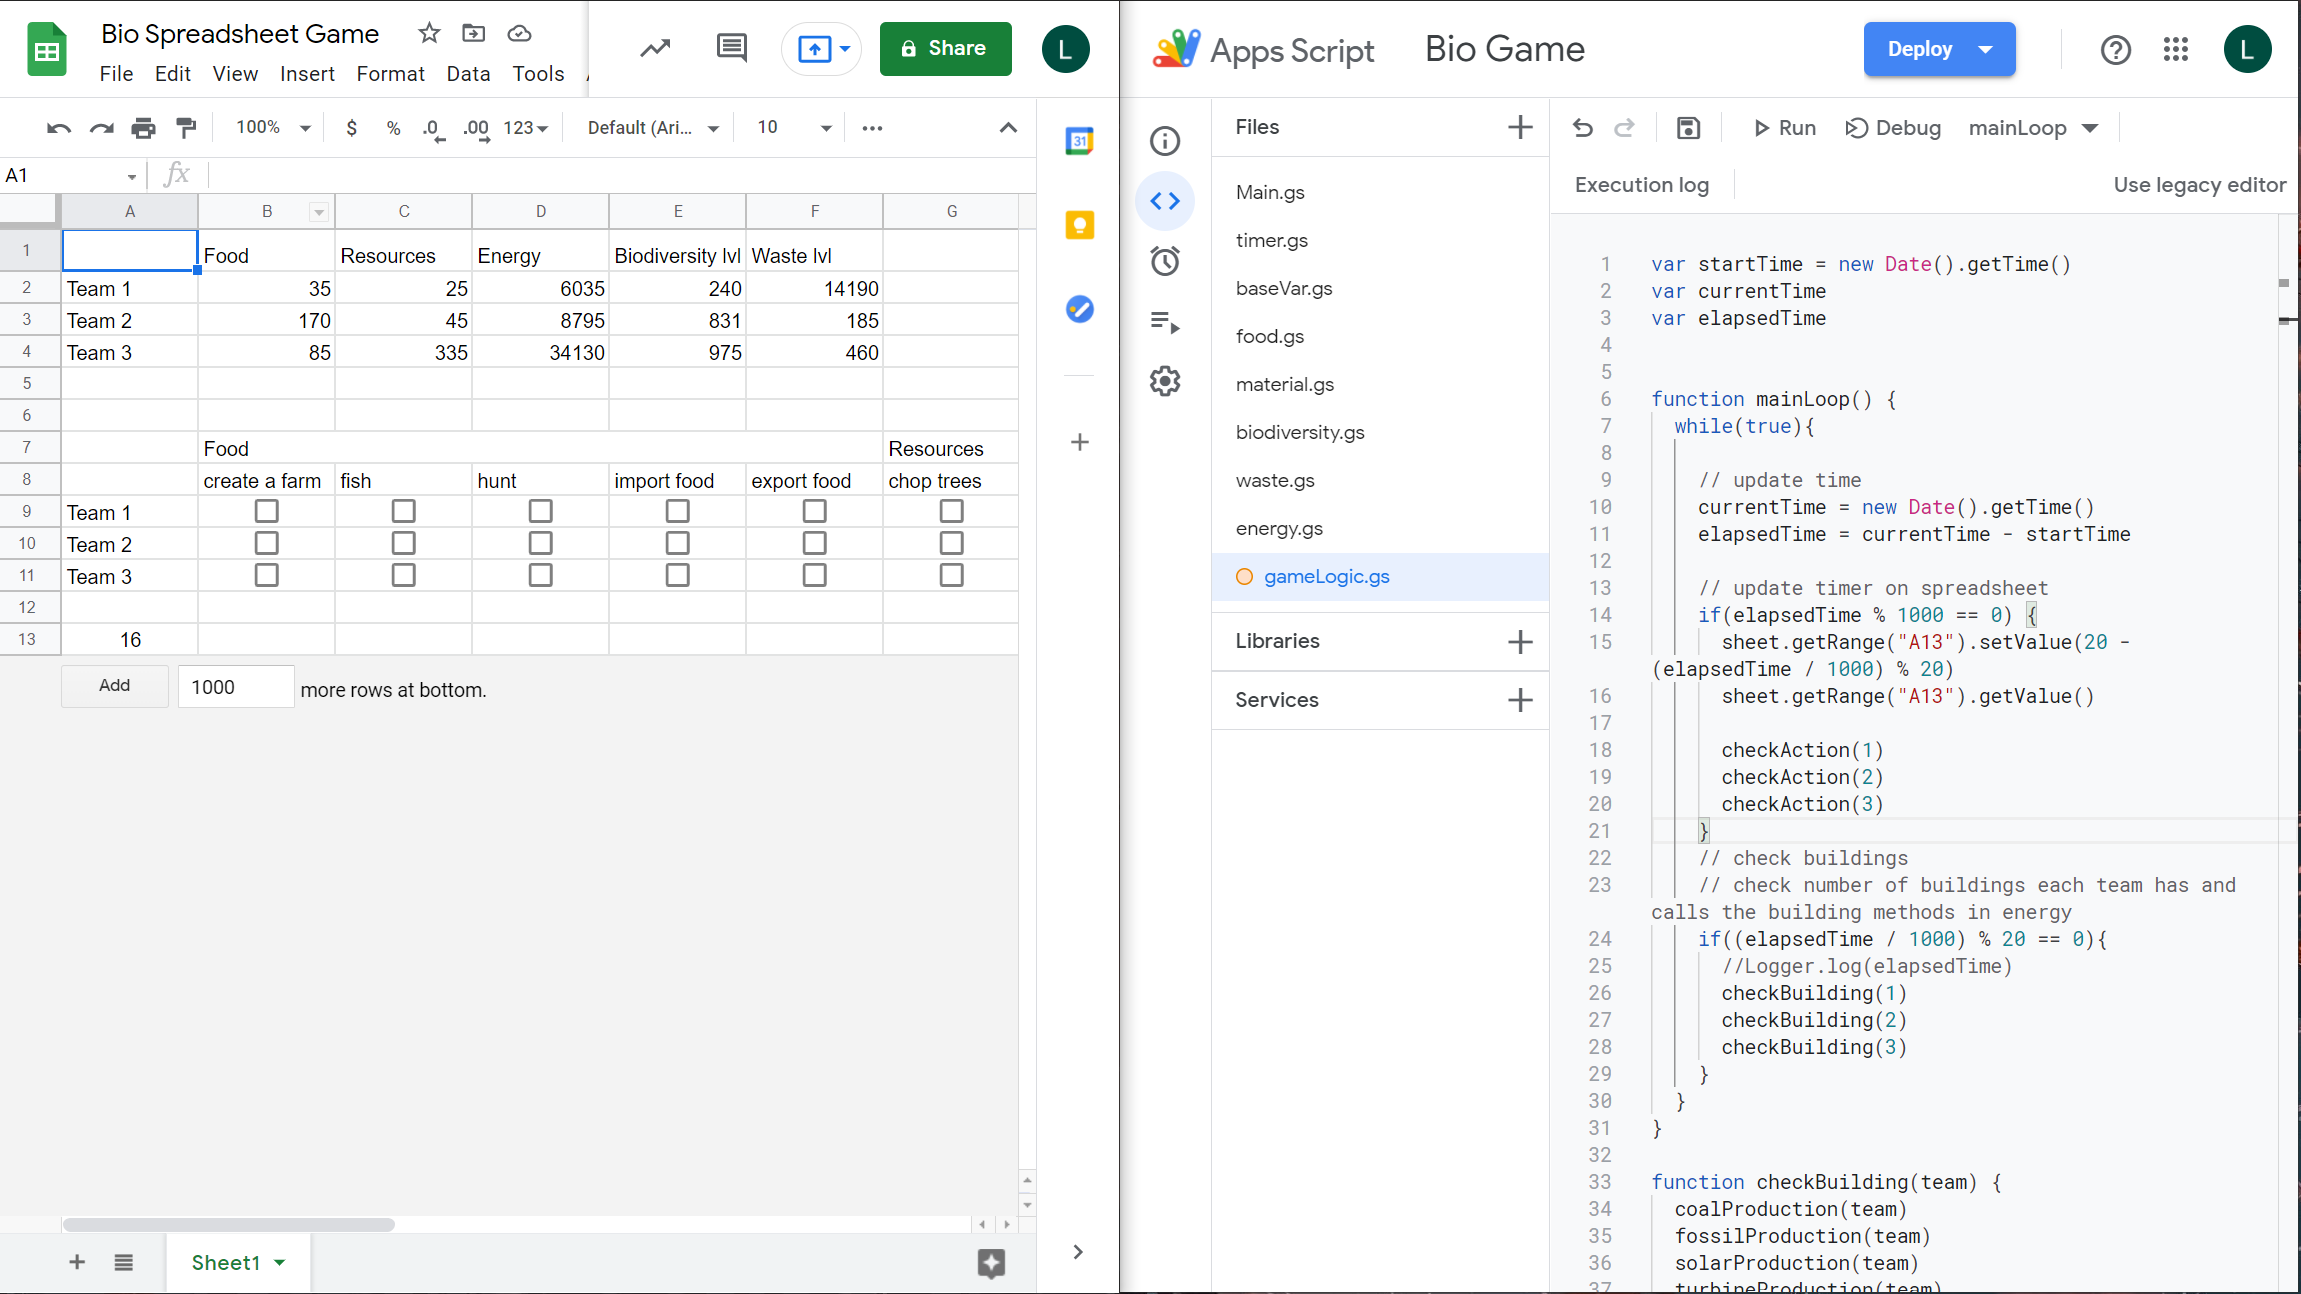 Bio Spreadsheet Game
File Edit View Insert Format Data Tools
Share
L
100% $ % .0 .00 123 Default (Ari... 10
A1 fx
A B C D E F G
1 Food Resources Energy Biodiversity lvl Waste lvl
2 Team 1 35 25 6035 240 14190
3 Team 2 170 45 8795 831 185
4 Team 3 85 335 34130 975 460
5
6
7 Food Resources
8 create a farm fish hunt import food export food chop trees
9 Team 1
10 Team 2
11 Team 3
12
13 16
Add 1000 more rows at bottom.
Sheet1
31
Apps Script Bio Game
Deploy
L
Files
Main.gs
timer.gs
baseVar.gs
food.gs
material.gs
biodiversity.gs
waste.gs
energy.gs
gameLogic.gs
Libraries
Services
Run Debug mainLoop
Execution log Use legacy editor
1 var startTime = new Date().getTime()
2 var currentTime
3 var elapsedTime
4
5
6 function mainLoop() {
7 while(true){
8
9 // update time
10 currentTime = new Date().getTime()
11 elapsedTime = currentTime - startTime
12
13 // update timer on spreadsheet
14 if(elapsedTime % 1000 == 0) {
15 sheet.getRange("A13").setValue(20 -
(elapsedTime / 1000) % 20)
16 sheet.getRange("A13").getValue()
17
18 checkAction(1)
19 checkAction(2)
20 checkAction(3)
21 }
22 // check buildings
23 // check number of buildings each team has and
calls the building methods in energy
24 if((elapsedTime / 1000) % 20 == 0){
25 //Logger.log(elapsedTime)
26 checkBuilding(1)
27 checkBuilding(2)
28 checkBuilding(3)
29 }
30 }
31 }
32
33 function checkBuilding(team) {
34 coalProduction(team)
35 fossilProduction(team)
36 solarProduction(team)
37 turbineProduction(team)